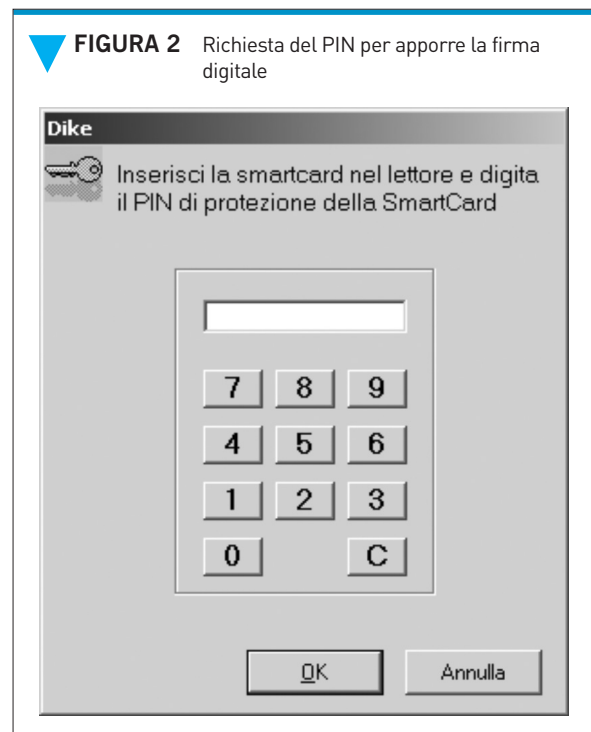 FIGURA 2 Richiesta del PIN per apporre la firma
digitale
Dike
Inserisci la smartcard nel lettore e digita
il PIN di protezione della SmartCard
7 8 9
4 5 6
1 2 3
0 C
OK Annulla